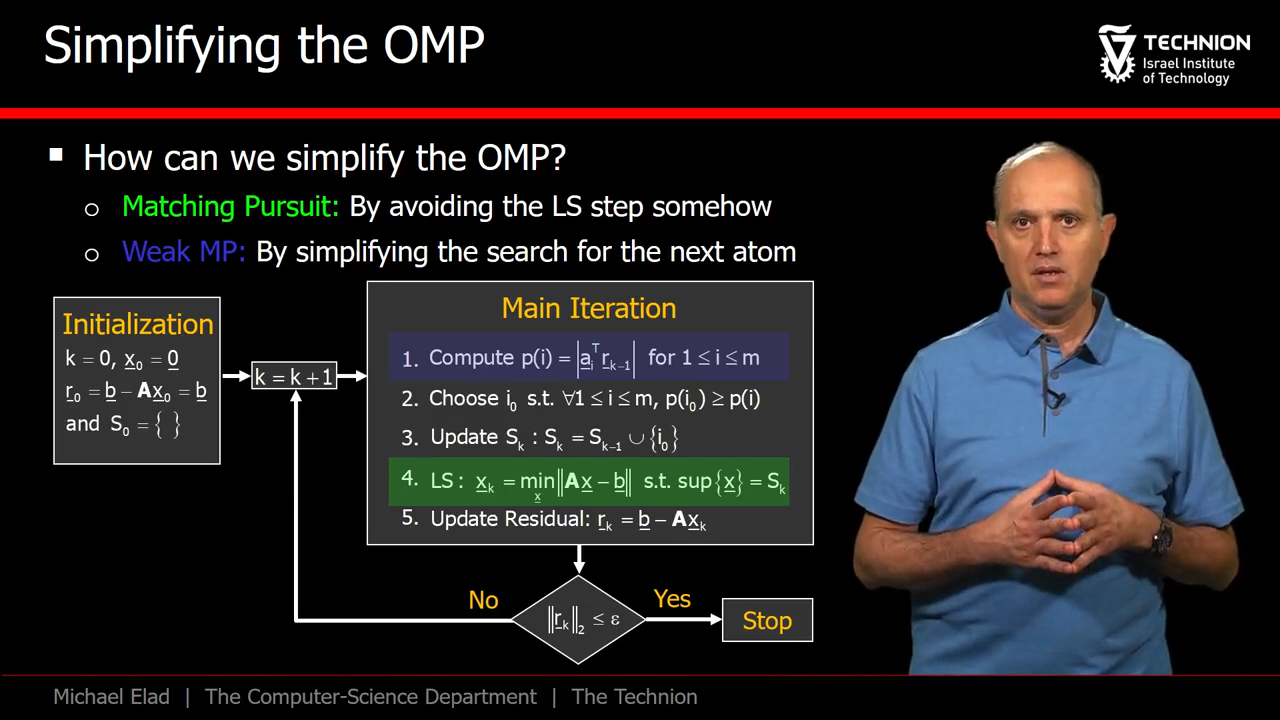 Simplifying the OMP
TECHNION
Israel Institute
of Technology
▪ How can we simplify the OMP?
o Matching Pursuit: By avoiding the LS step somehow
o Weak MP: By simplifying the search for the next atom
Initialization
k = 0, x₀ = 0
r₀ = b − Ax₀ = b
and S₀ = { }
k = k + 1
Main Iteration
1. Compute p(i) = |aᵢᵀrₖ₋₁| for 1 ≤ i ≤ m
2. Choose i₀ s.t. ∀1 ≤ i ≤ m, p(i₀) ≥ p(i)
3. Update Sₖ : Sₖ = Sₖ₋₁ ∪ {i₀}
4. LS : xₖ = min ‖Ax − b‖ s.t. sup{x} = Sₖ
x
5. Update Residual: rₖ = b − Axₖ
No
‖rₖ‖₂ ≤ ε
Yes
Stop
Michael Elad | The Computer-Science Department | The Technion